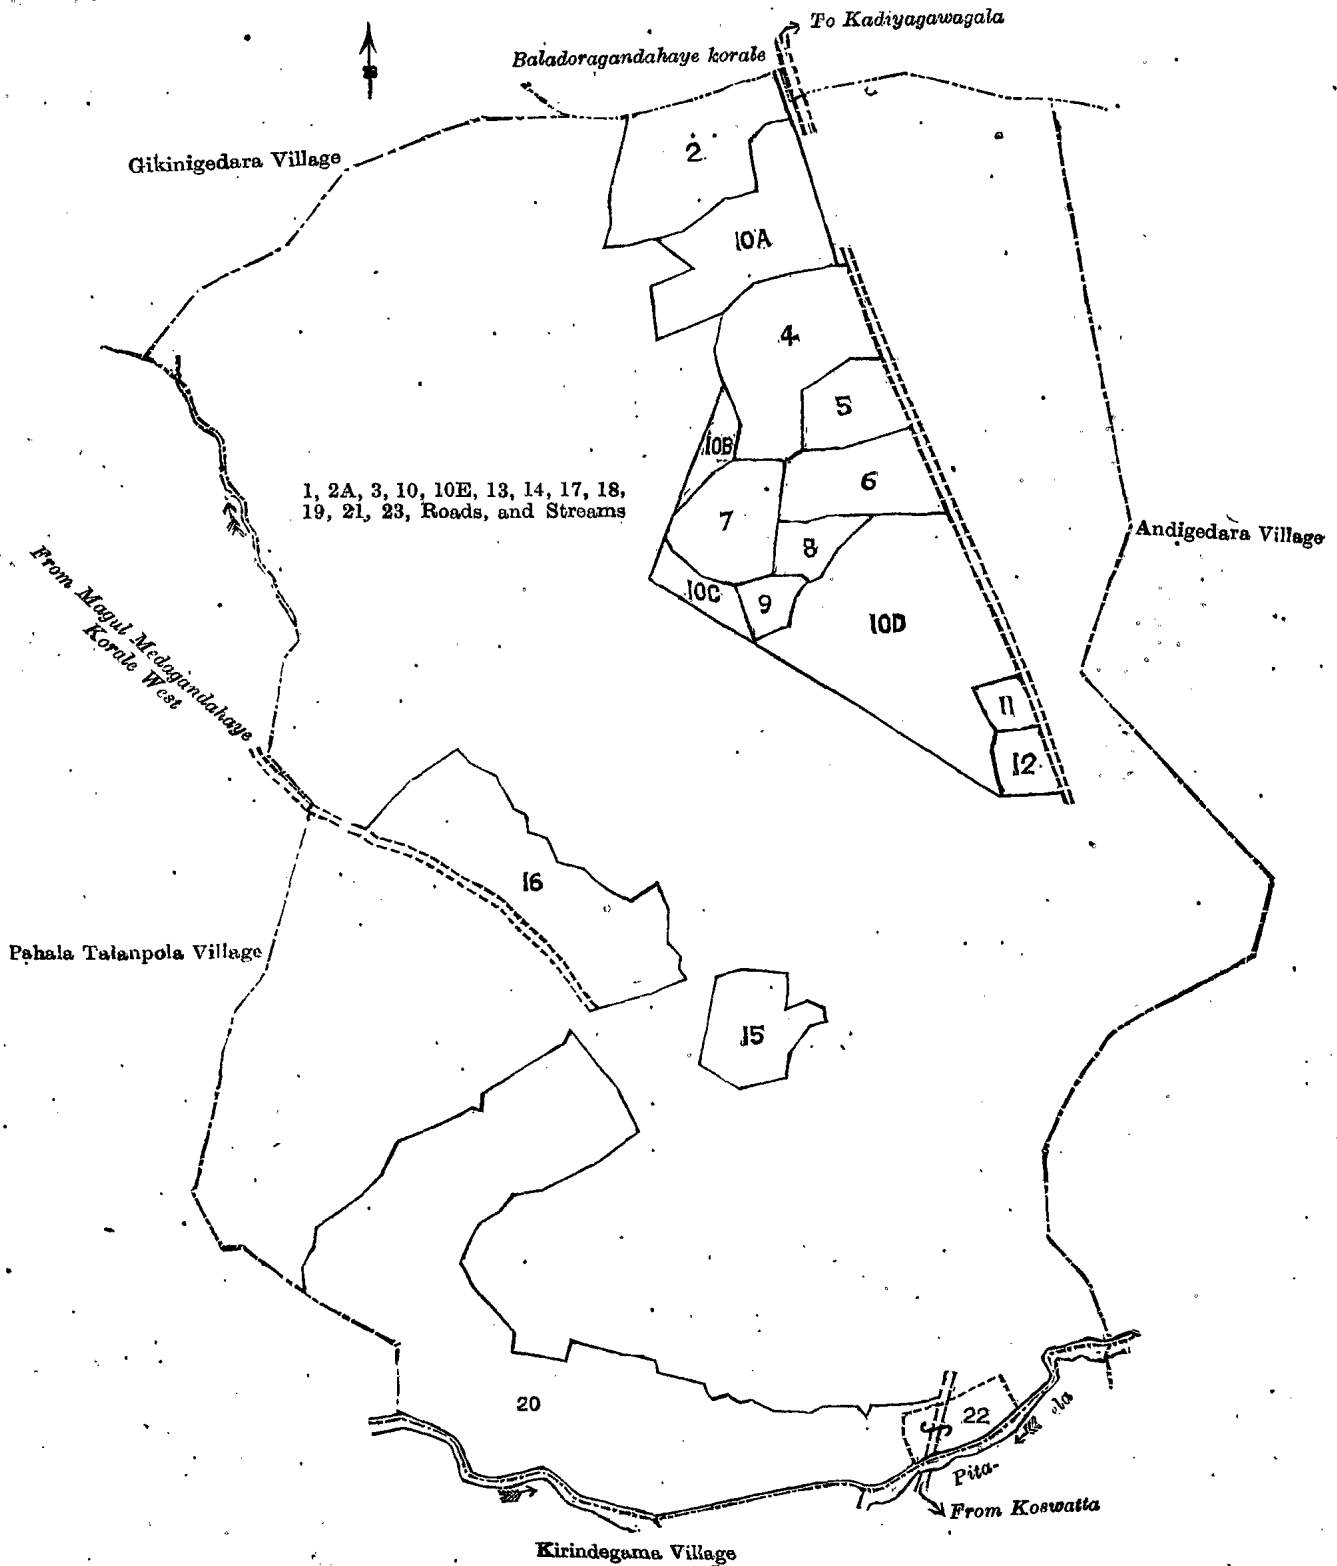 To Kadiyagawagala
Baladoragandahaye korale
Gikinigedara Village
2
10A
4
5
10B
6
1, 2A, 3, 10, 10E, 13, 14, 17, 18,
19, 21, 23, Roads, and Streams
7
8
Andigedara Village
From Magul Medagandahaye
Korale West
10C
9
10D
11
12
16
Pahala Talanpola Village
15
20
22
Pita-
ela
From Koswatta
Kirindegama Village